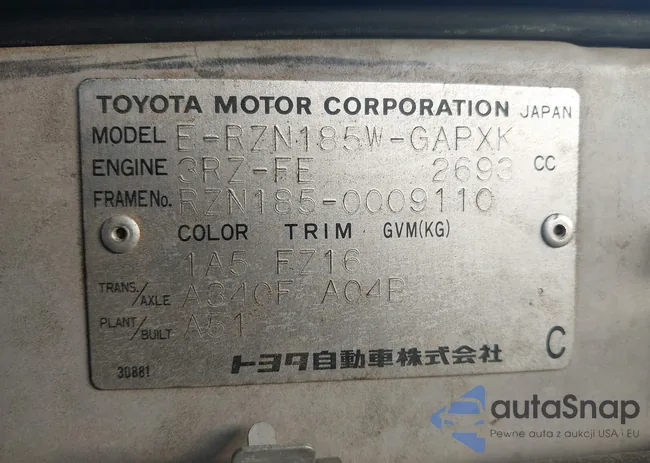 TOYOTA MOTOR CORPORATION JAPAN
MODEL E-RZN185W-GAPXK
ENGINE 3RZ-FE 2693 CC
FRAME No. RZN185-0009110
COLOR TRIM GVM(KG)
1A5 FZ16
TRANS./AXLE A340F A04B
PLANT/BUILT A51
トヨタ自動車株式会社
C
30881
autaSnap
Pewne auta z aukcji USA i EU